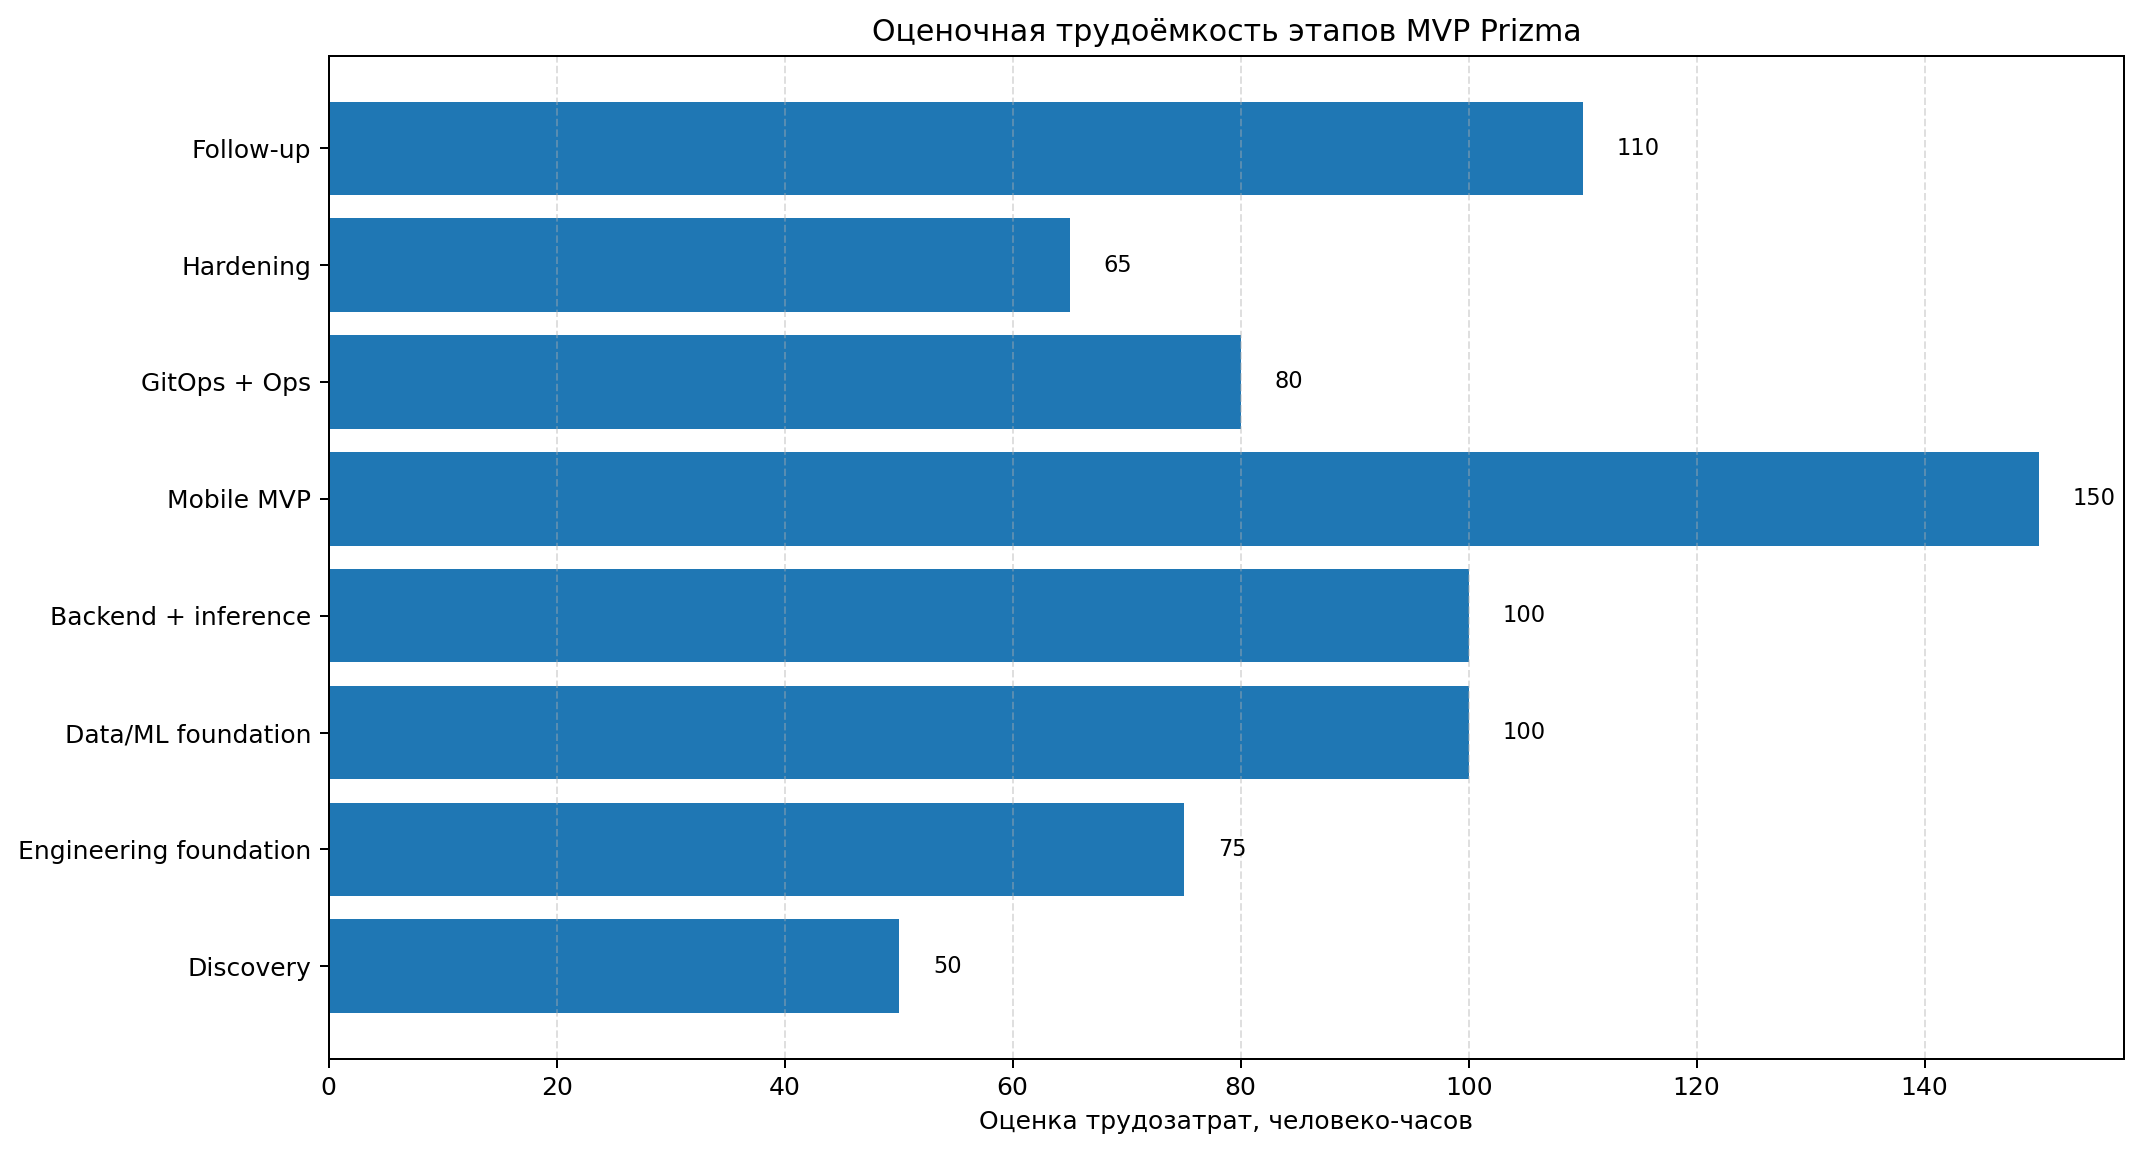 Оценочная трудоёмкость этапов MVP Prizma
Follow-up
110
Hardening
65
GitOps + Ops
80
Mobile MVP
150
Backend + inference
100
Data/ML foundation
100
Engineering foundation
75
Discovery
50
0 20 40 60 80 100 120 140
Оценка трудозатрат, человеко-часов